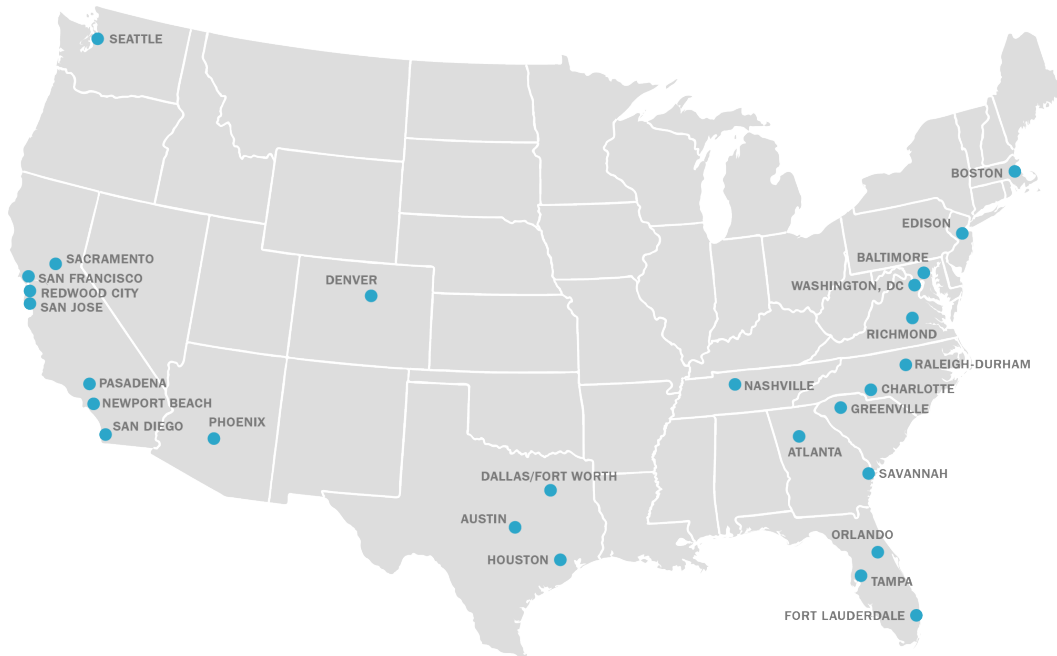 SEATTLE
BOSTON
EDISON
BALTIMORE
SACRAMENTO
SAN FRANCISCO
DENVER
WASHINGTON, DC
REDWOOD CITY
SAN JOSE
RICHMOND
RALEIGH-DURHAM
PASADENA
NASHVILLE
CHARLOTTE
NEWPORT BEACH
GREENVILLE
PHOENIX
SAN DIEGO
ATLANTA
SAVANNAH
DALLAS/FORT WORTH
AUSTIN
ORLANDO
HOUSTON
TAMPA
FORT LAUDERDALE